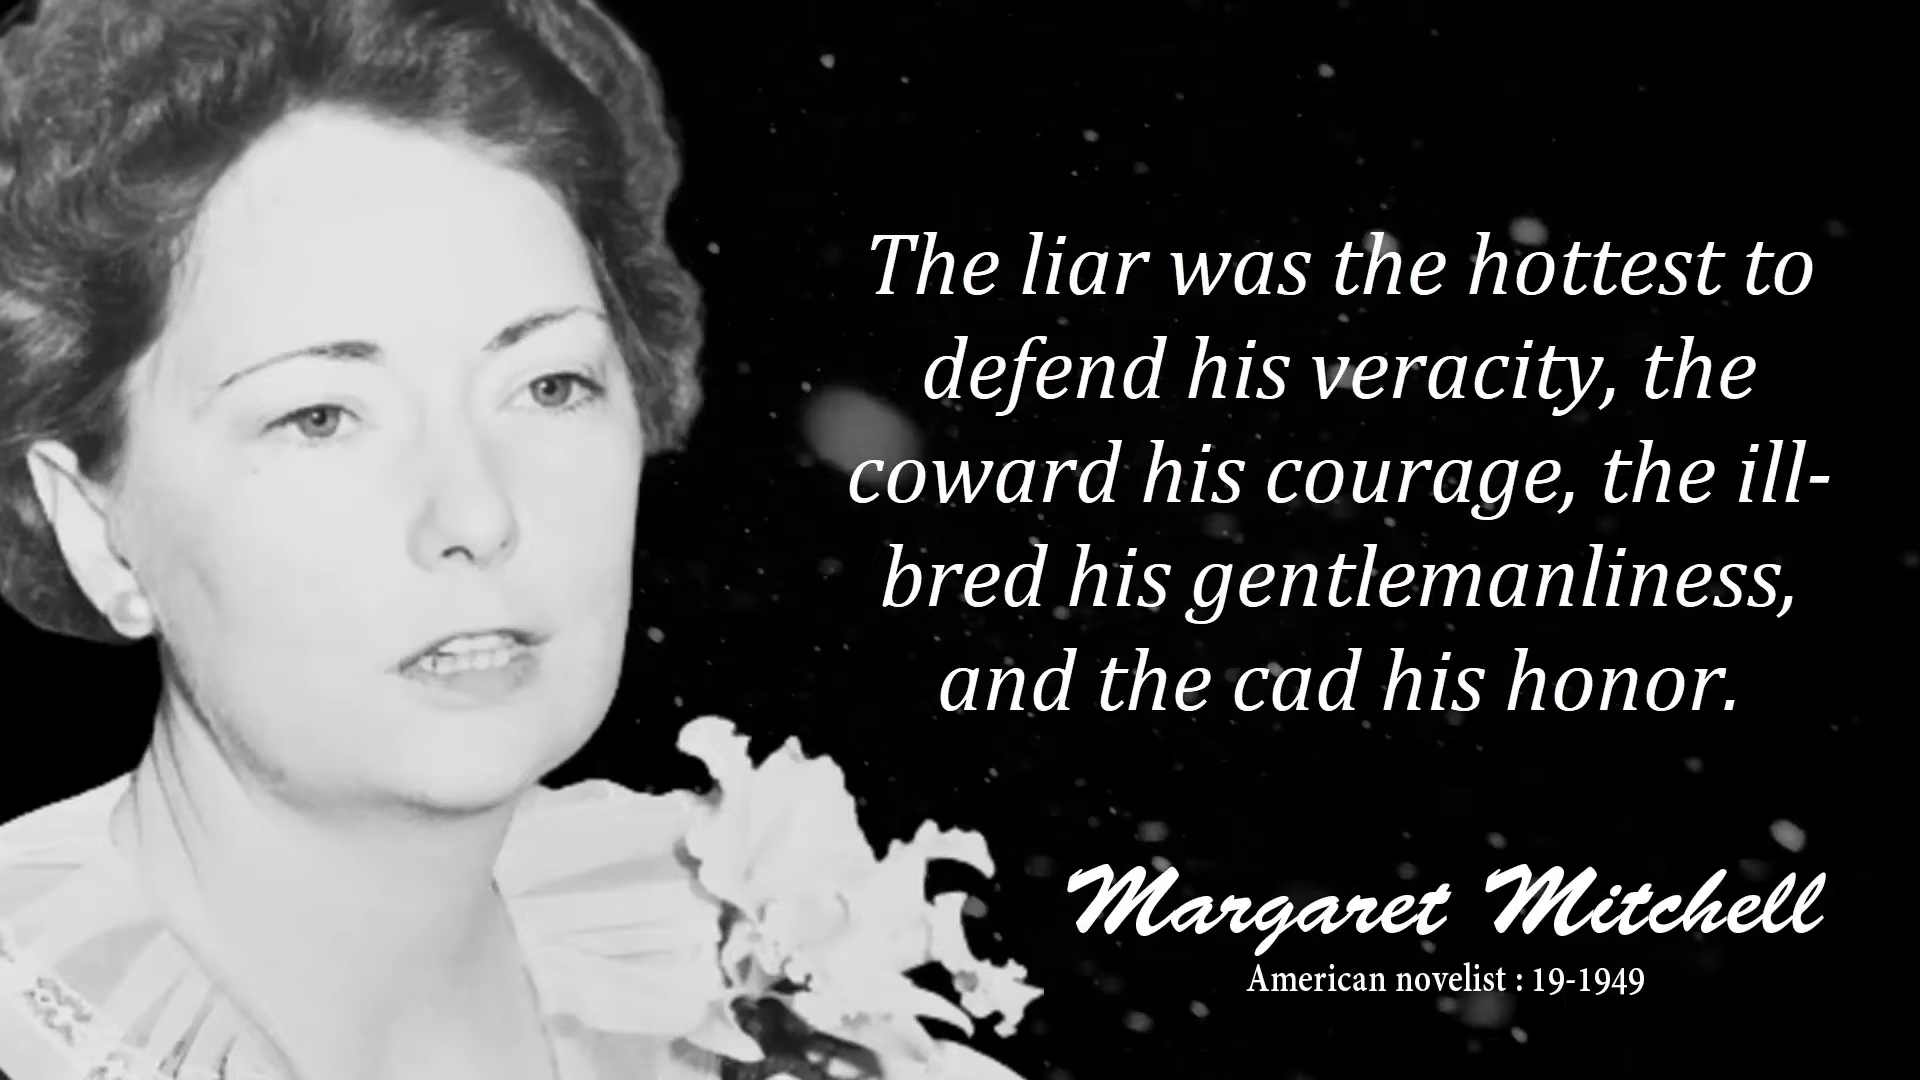 The liar was the hottest to
defend his veracity, the
coward his courage, the ill-
bred his gentlemanliness,
and the cad his honor.
Margaret Mitchell
American novelist : 19-1949